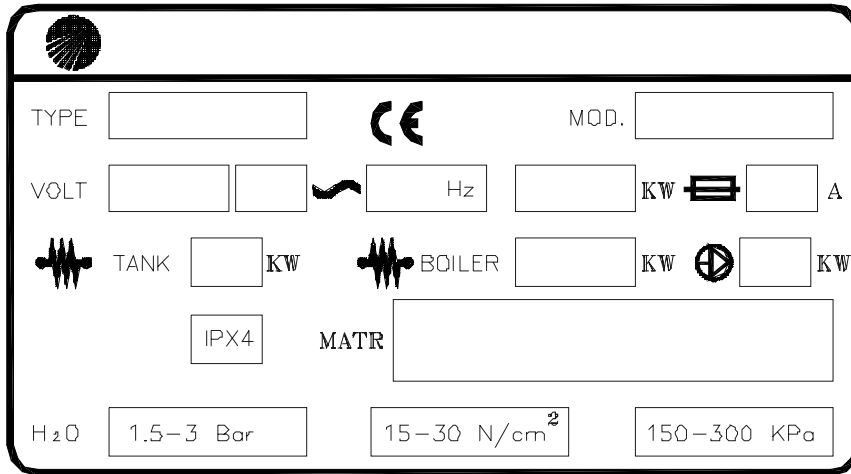 TYPE CE MOD.
VOLT Hz KW A
TANK KW BOILER KW KW
IPX4 MATR
H₂O 1.5-3 Bar 15-30 N/cm² 150-300 KPa